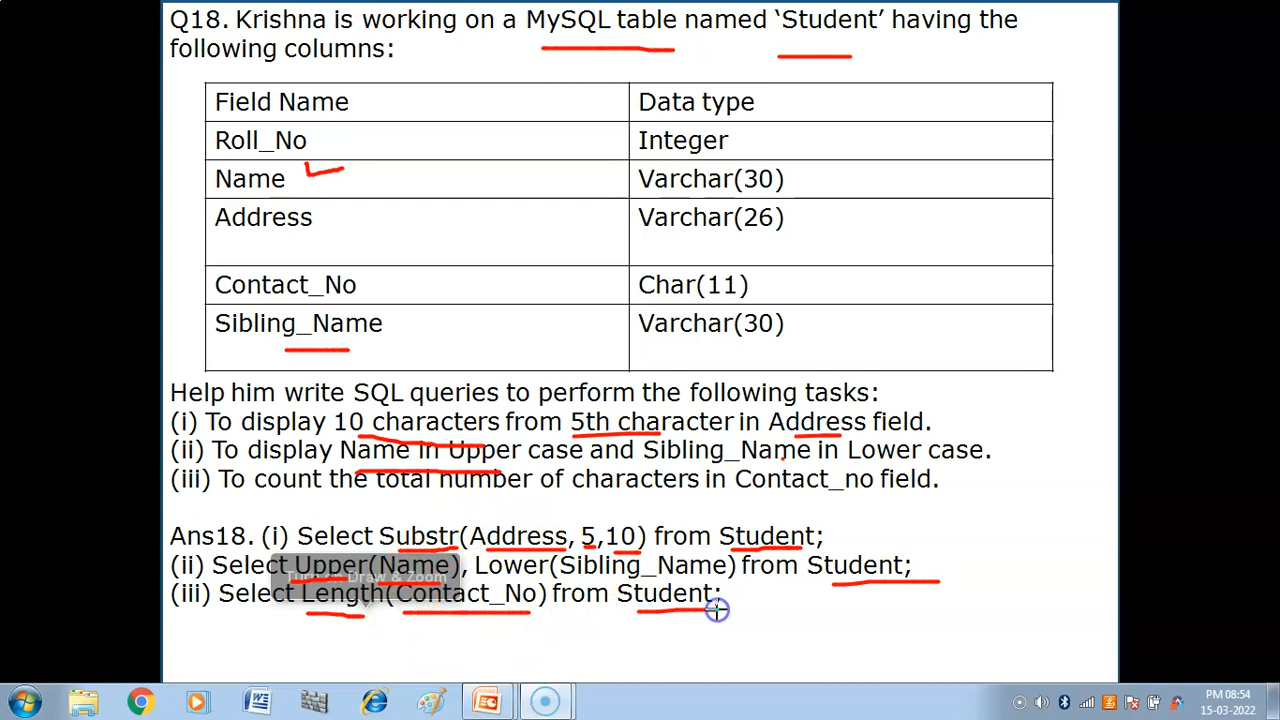 Q18. Krishna is working on a MySQL table named ‘Student’ having the
following columns:
Field Name Data type
Roll_No Integer
Name Varchar(30)
Address Varchar(26)
Contact_No Char(11)
Sibling_Name Varchar(30)
Help him write SQL queries to perform the following tasks:
(i) To display 10 characters from 5th character in Address field.
(ii) To display Name in Upper case and Sibling_Name in Lower case.
(iii) To count the total number of characters in Contact_no field.
Ans18. (i) Select Substr(Address, 5,10) from Student;
(ii) Select Upper(Name), Lower(Sibling_Name) from Student;
Draw & Zoom
(iii) Select Length(Contact_No) from Student;
PM 08:54
15-03-2022